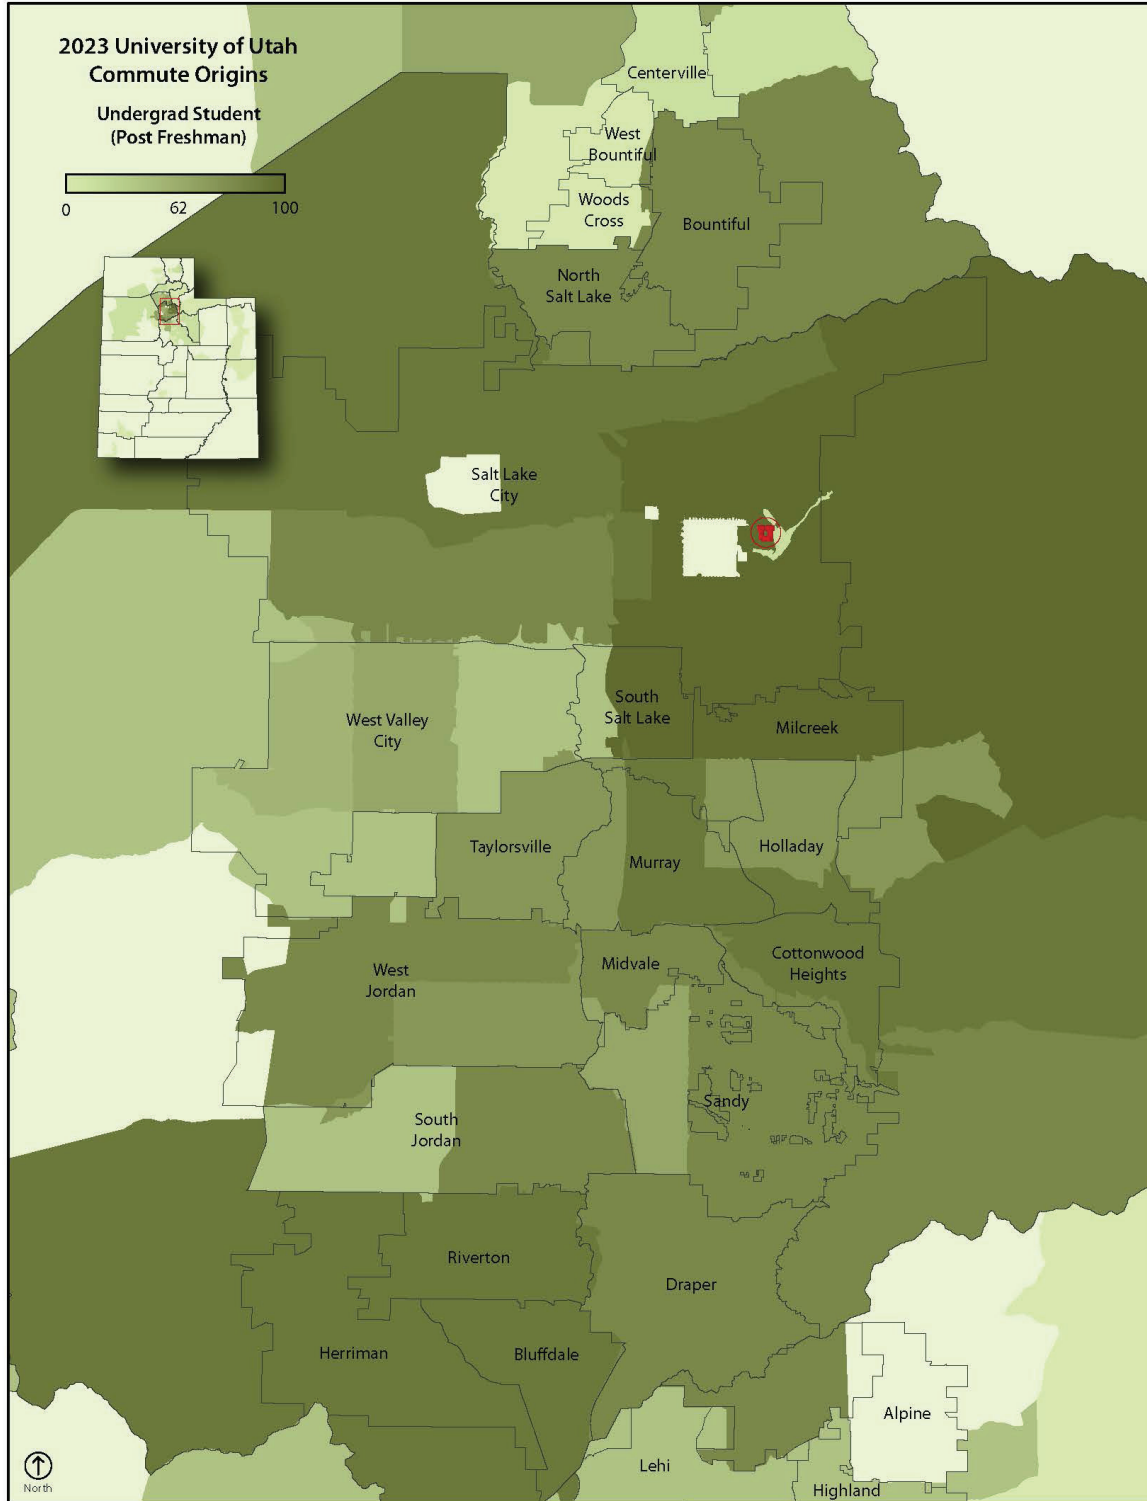 2023 University of Utah
Commute Origins
Undergrad Student
(Post Freshman)
0 62 100
Centerville
West
Bountiful
Woods
Cross
Bountiful
North
Salt Lake
Salt Lake
City
South
Salt Lake
West Valley
City
Milcreek
Taylorsville
Murray
Holladay
West
Jordan
Midvale
Cottonwood
Heights
Sandy
South
Jordan
Riverton
Draper
Herriman
Bluffdale
Alpine
Lehi
Highland
North